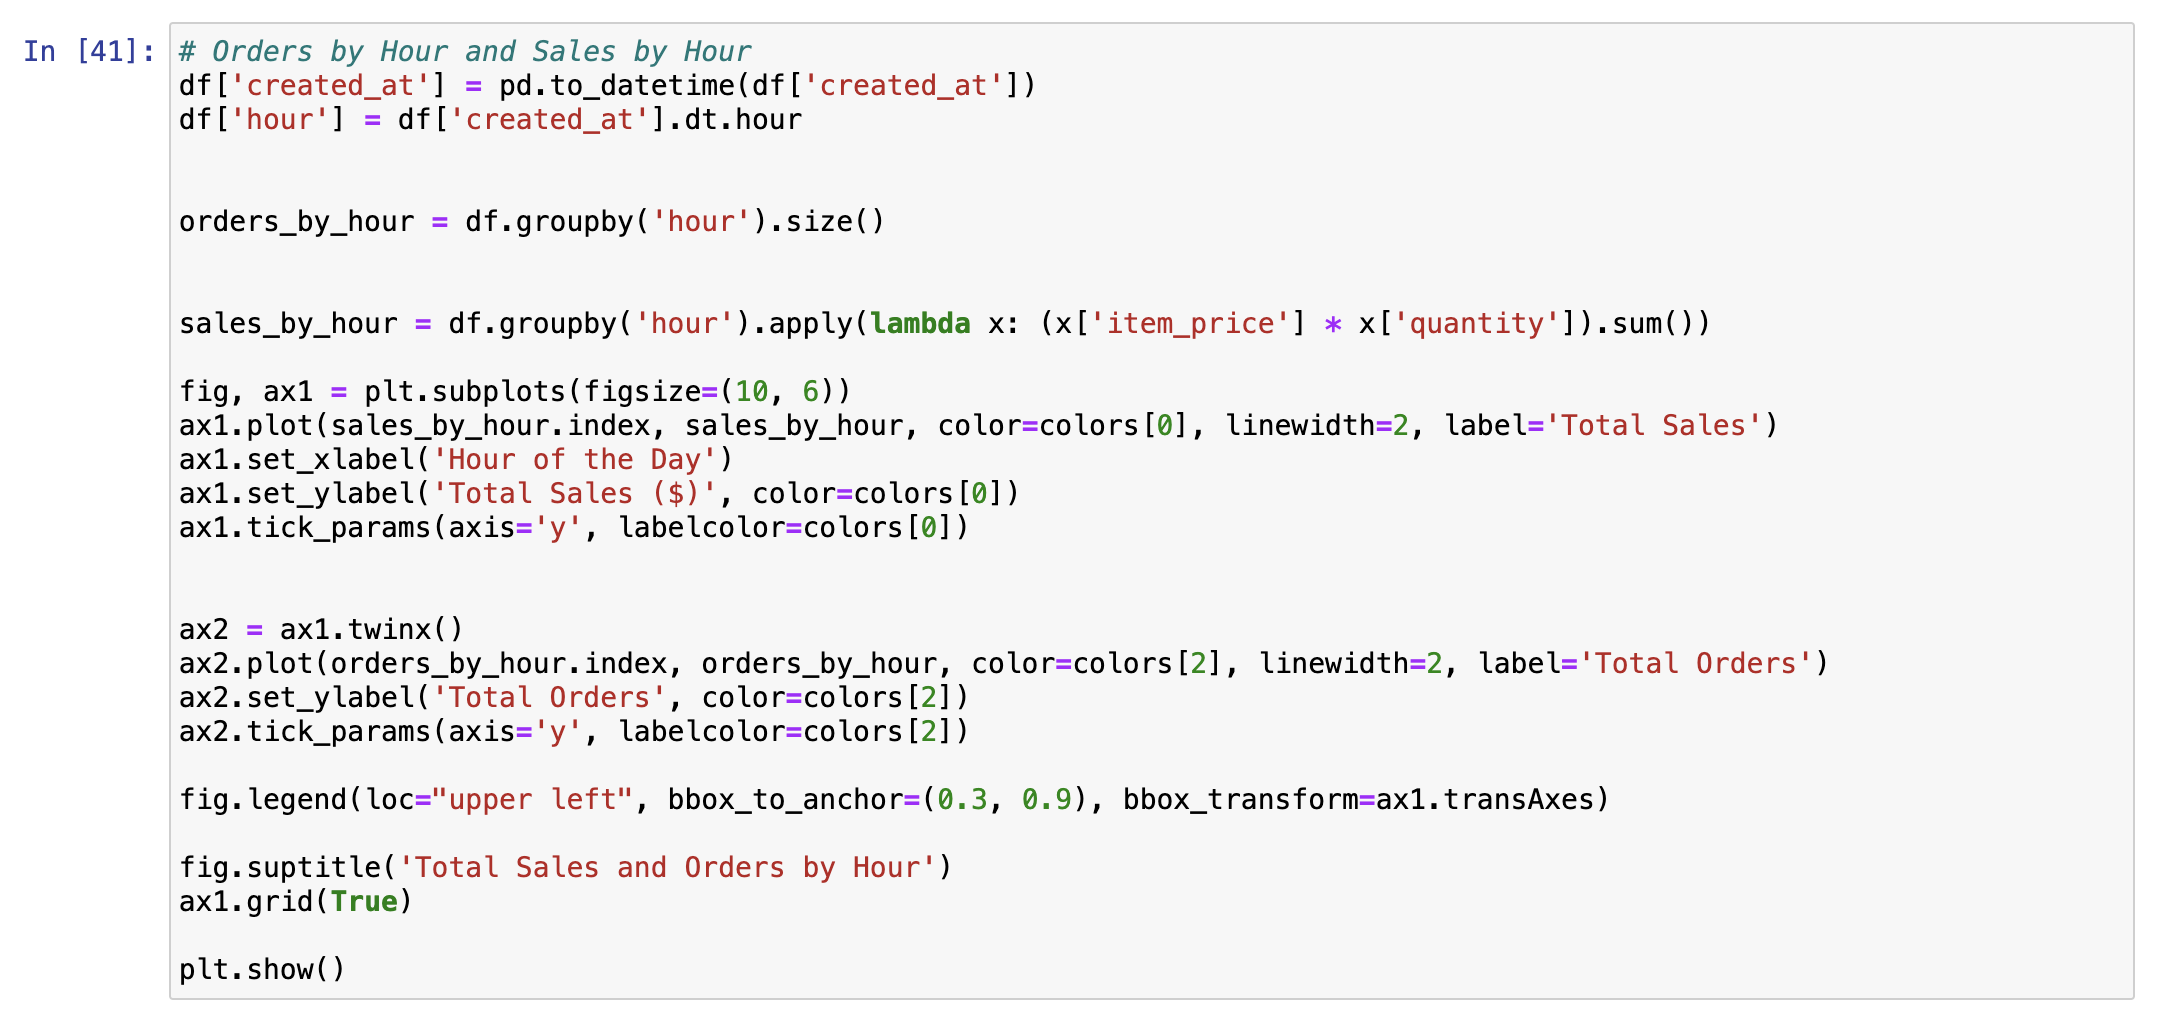 In [41]: # Orders by Hour and Sales by Hour
df['created_at'] = pd.to_datetime(df['created_at'])
df['hour'] = df['created_at'].dt.hour
orders_by_hour = df.groupby('hour').size()
sales_by_hour = df.groupby('hour').apply(lambda x: (x['item_price'] * x['quantity']).sum())
fig, ax1 = plt.subplots(figsize=(10, 6))
ax1.plot(sales_by_hour.index, sales_by_hour, color=colors[0], linewidth=2, label='Total Sales')
ax1.set_xlabel('Hour of the Day')
ax1.set_ylabel('Total Sales ($)', color=colors[0])
ax1.tick_params(axis='y', labelcolor=colors[0])
ax2 = ax1.twinx()
ax2.plot(orders_by_hour.index, orders_by_hour, color=colors[2], linewidth=2, label='Total Orders')
ax2.set_ylabel('Total Orders', color=colors[2])
ax2.tick_params(axis='y', labelcolor=colors[2])
fig.legend(loc="upper left", bbox_to_anchor=(0.3, 0.9), bbox_transform=ax1.transAxes)
fig.suptitle('Total Sales and Orders by Hour')
ax1.grid(True)
plt.show()